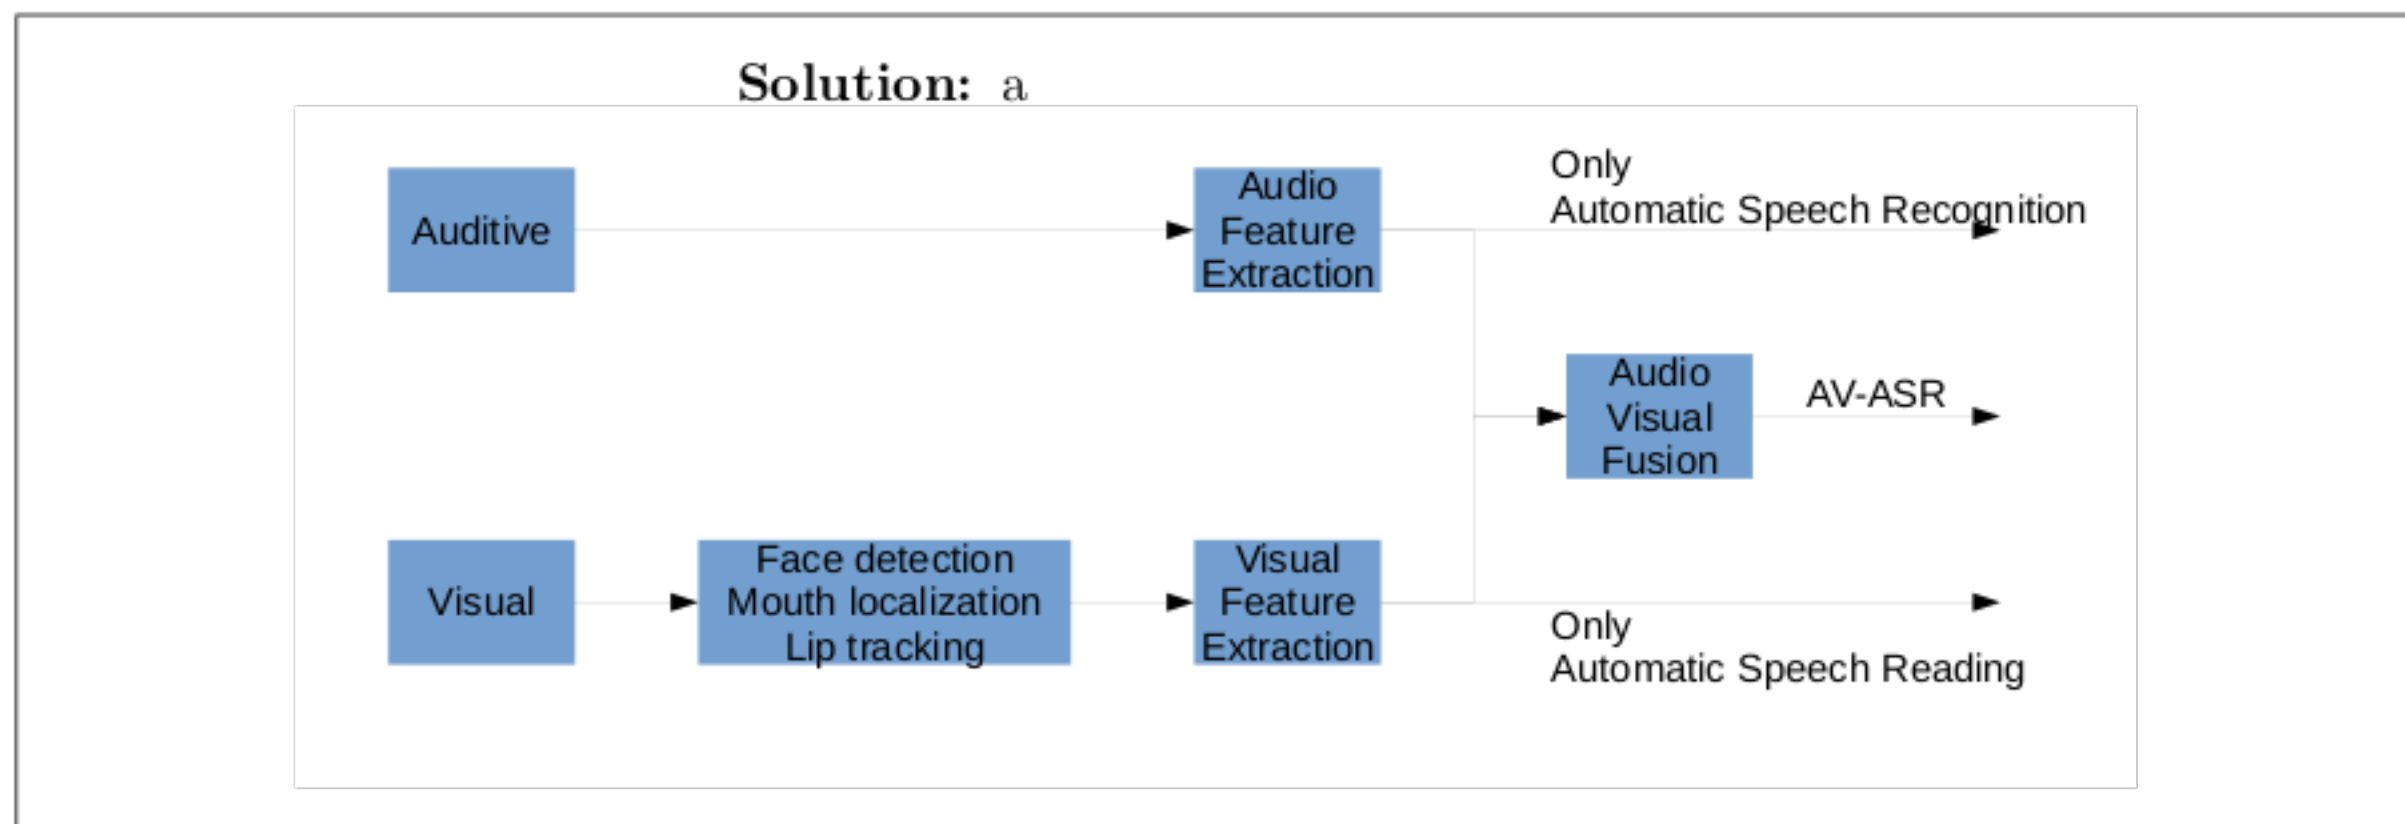 Solution: a
Auditive
Audio
Feature
Extraction
Only
Automatic Speech Recognition
Audio
Visual
Fusion
AV-ASR
Visual
Face detection
Mouth localization
Lip tracking
Visual
Feature
Extraction
Only
Automatic Speech Reading